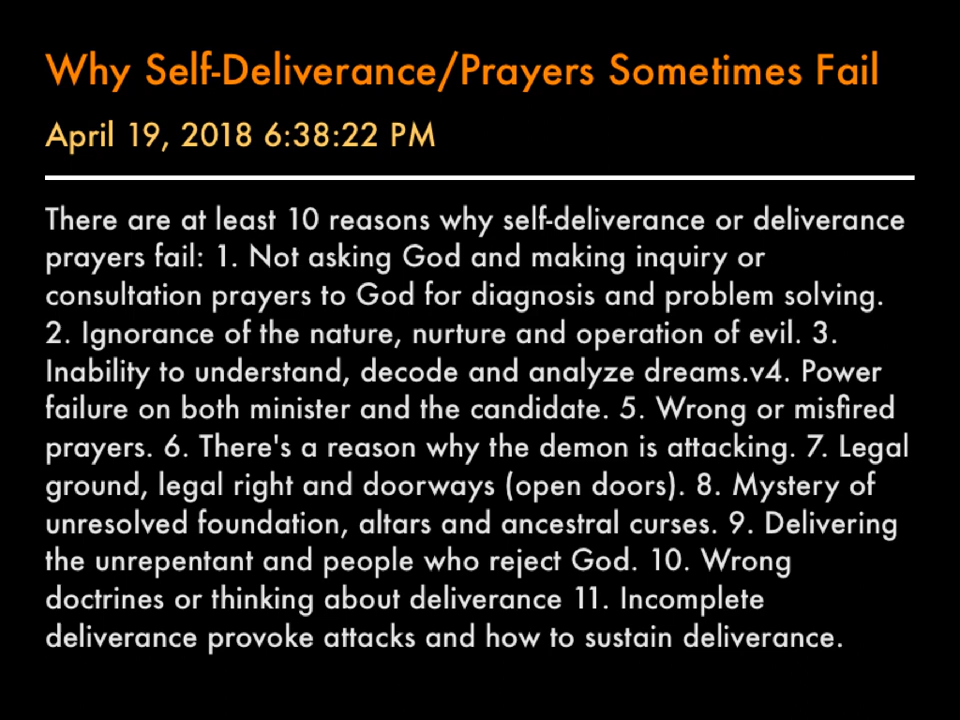 Why Self-Deliverance/Prayers Sometimes Fail
April 19, 2018 6:38:22 PM
There are at least 10 reasons why self-deliverance or deliverance
prayers fail: 1. Not asking God and making inquiry or
consultation prayers to God for diagnosis and problem solving.
2. Ignorance of the nature, nurture and operation of evil. 3.
Inability to understand, decode and analyze dreams.v4. Power
failure on both minister and the candidate. 5. Wrong or misfired
prayers. 6. There's a reason why the demon is attacking. 7. Legal
ground, legal right and doorways (open doors). 8. Mystery of
unresolved foundation, altars and ancestral curses. 9. Delivering
the unrepentant and people who reject God. 10. Wrong
doctrines or thinking about deliverance 11. Incomplete
deliverance provoke attacks and how to sustain deliverance.